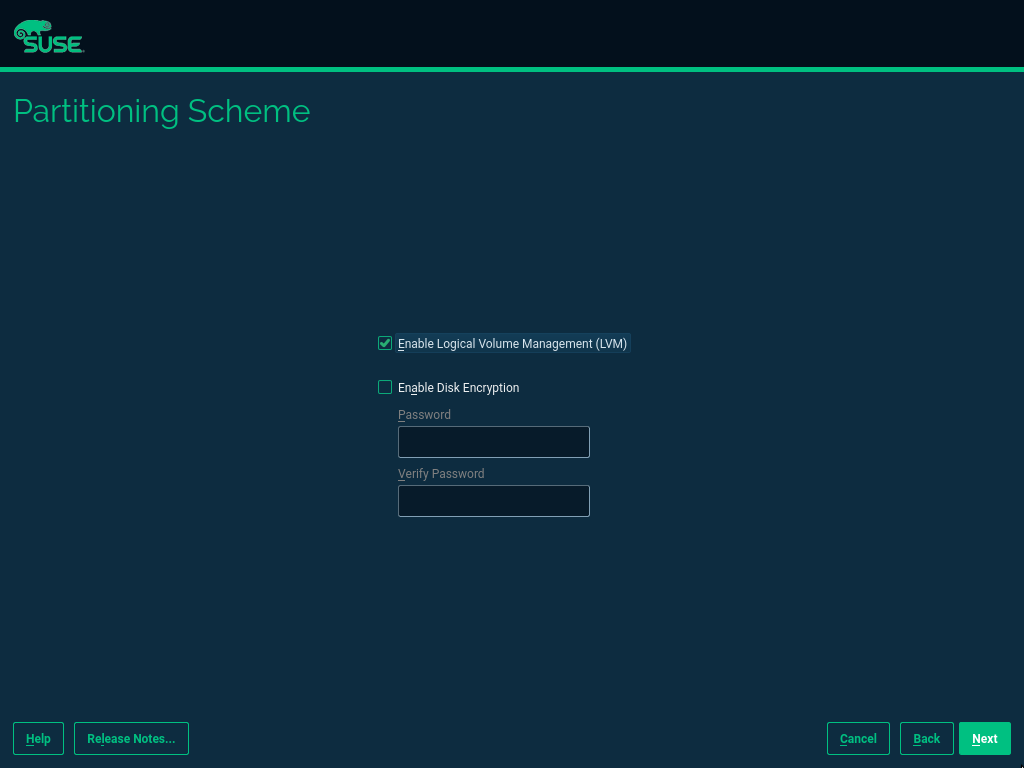 SUSE
Partitioning Scheme
Enable Logical Volume Management (LVM)
Enable Disk Encryption
Password
Verify Password
Help Release Notes... Cancel Back Next